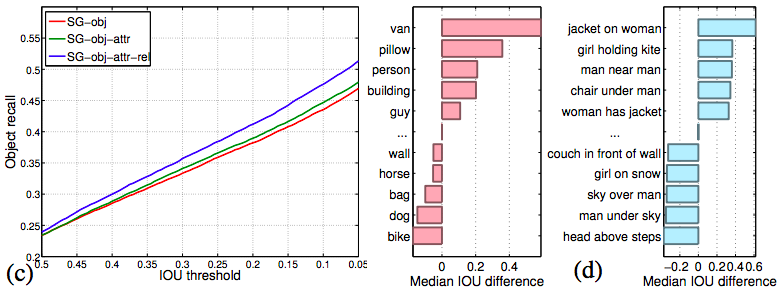 SG-obj
SG-obj-attr
SG-obj-attr-rel
Object recall
0.55
0.5
0.45
0.4
0.35
0.3
0.25
0.2
0.5 0.45 0.4 0.35 0.3 0.25 0.2 0.15 0.1 0.05
IOU threshold
(c)
van
pillow
person
building
guy
...
wall
horse
bag
dog
bike
0 0.2 0.4
Median IOU difference
jacket on woman
girl holding kite
man near man
chair under man
woman has jacket
...
couch in front of wall
girl on snow
sky over man
man under sky
head above steps
-0.2 0 0.20.40.6
Median IOU difference
(d)